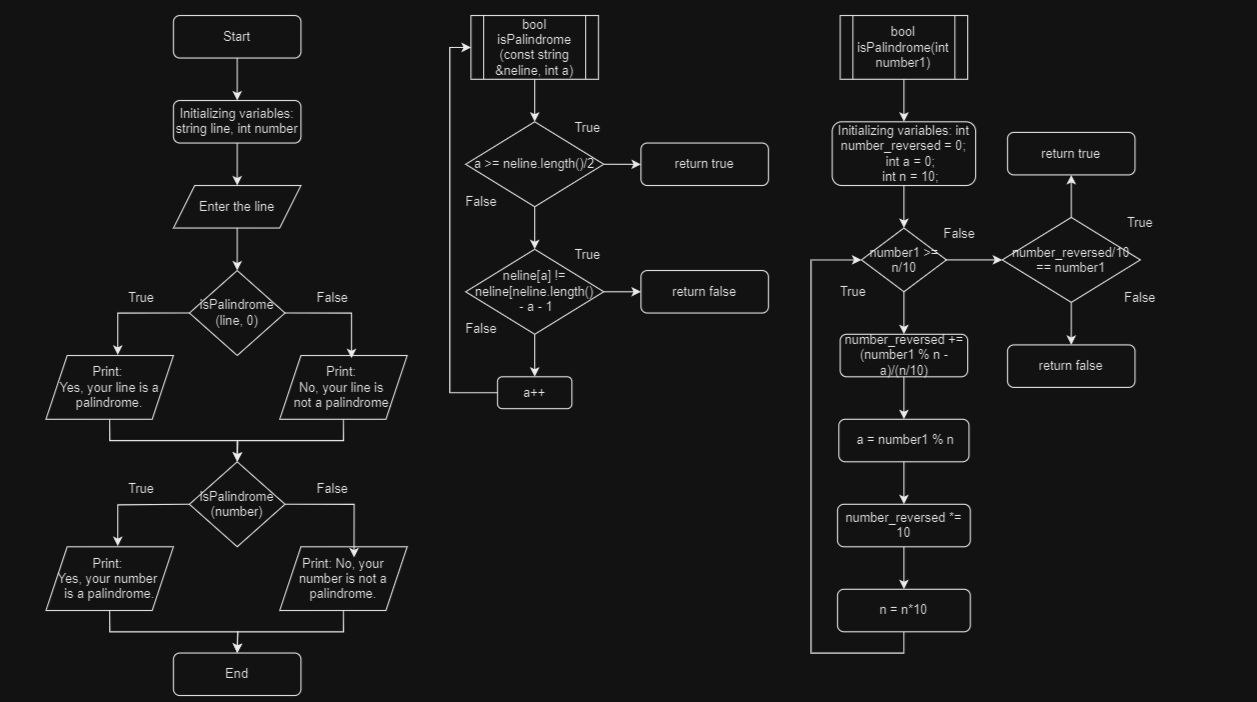 Start
Initializing variables:
string line, int number
Enter the line
True
False
isPalindrome
(line, 0)
Print:
Yes, your line is a
palindrome.
Print:
No, your line is
not a palindrome
True
False
isPalindrome
(number)
Print:
Yes, your number
is a palindrome.
Print: No, your
number is not a
palindrome.
End
bool
isPalindrome
(const string
&neline, int a)
True
a >= neline.length()/2
return true
False
True
neline[a] !=
neline[neline.length()
- a - 1
return false
False
a++
bool
isPalindrome(int
number1)
Initializing variables: int
number_reversed = 0;
int a = 0;
int n = 10;
return true
False
True
number1 >=
n/10
number_reversed/10
== number1
True
False
number_reversed +=
(number1 % n -
a)/(n/10)
return false
a = number1 % n
number_reversed *=
10
n = n*10